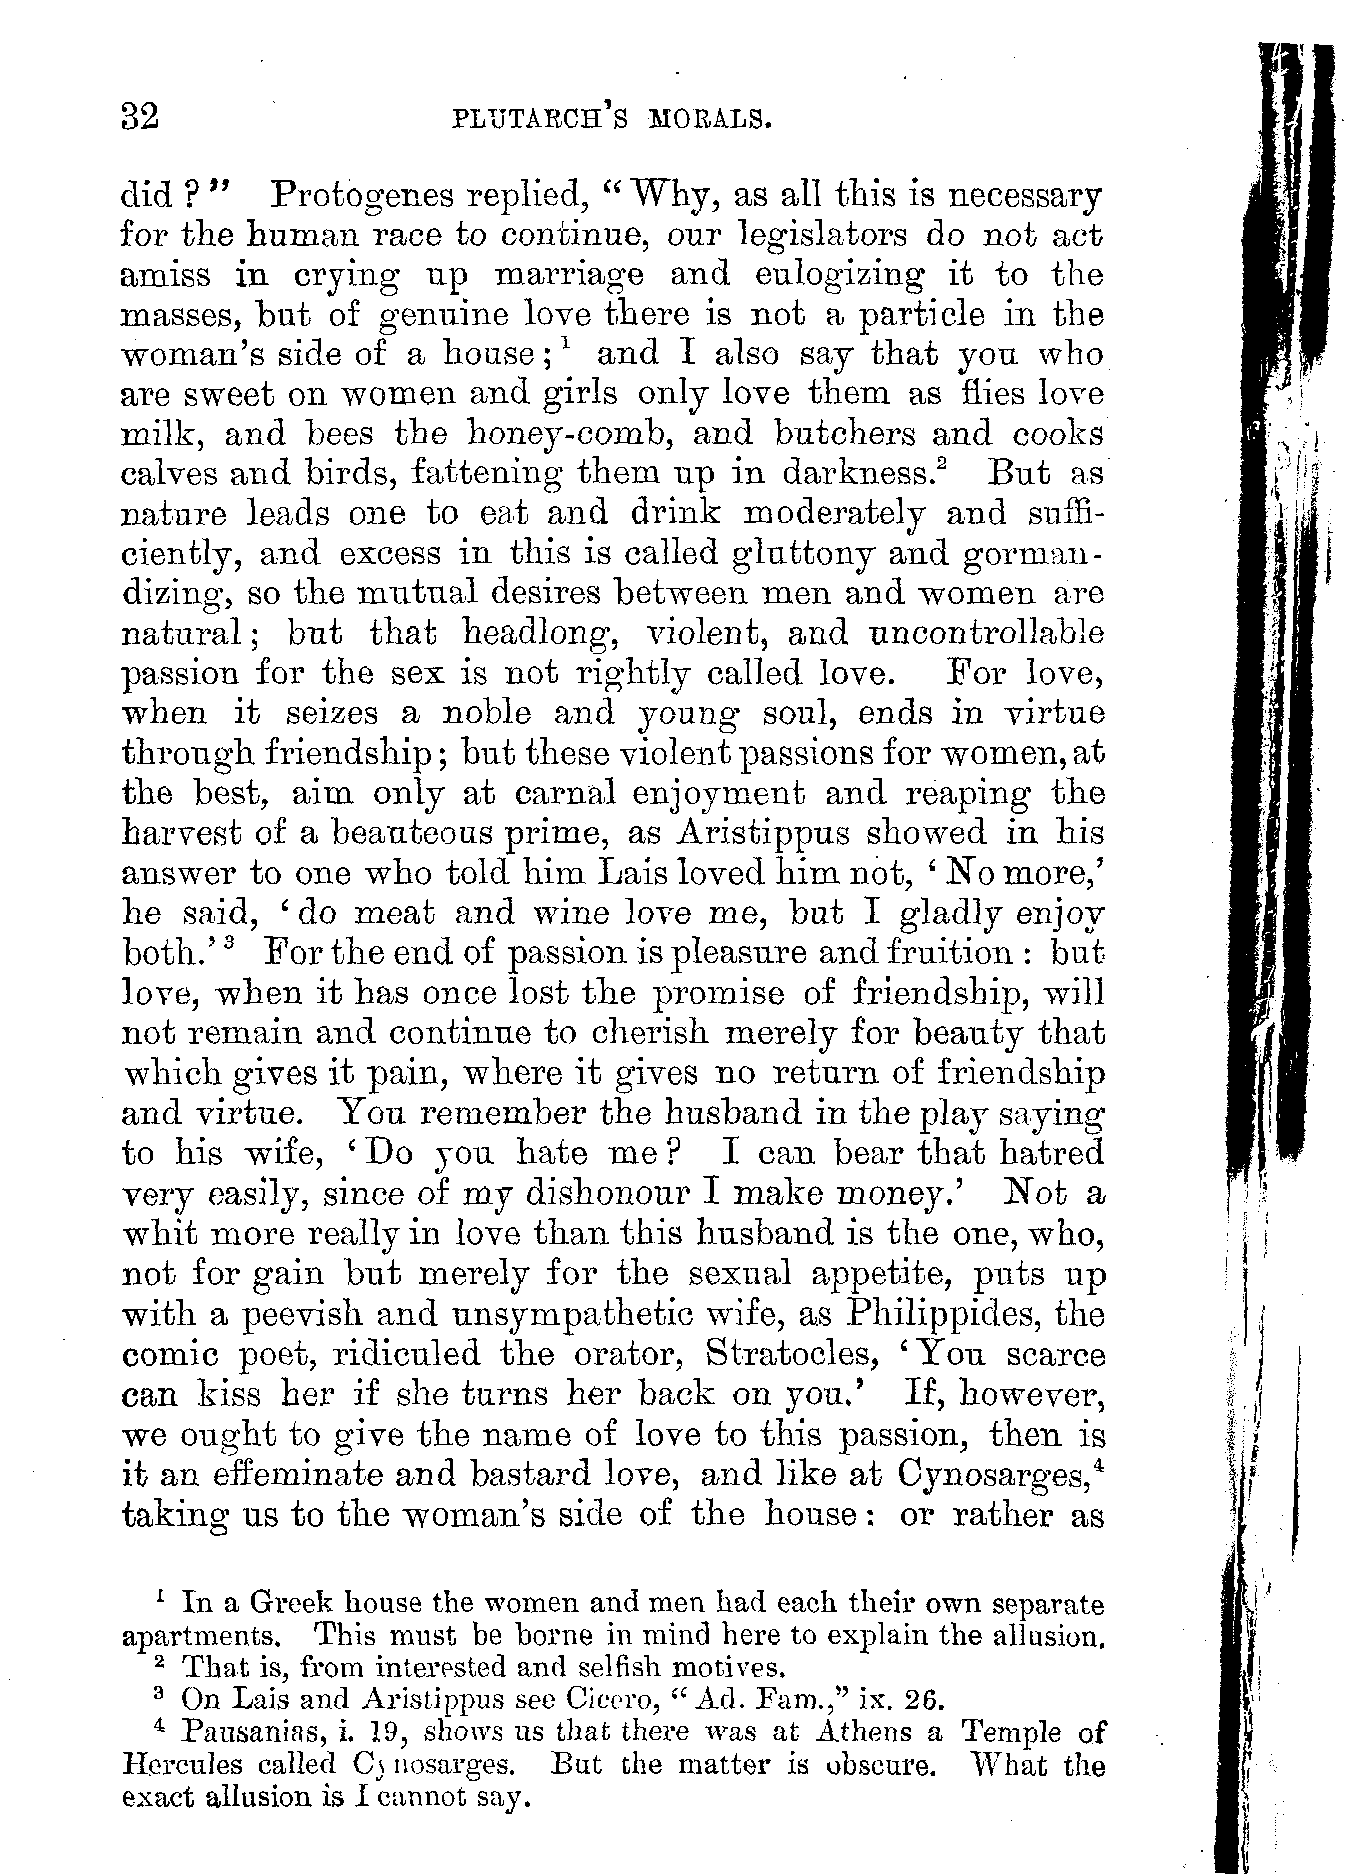 32 PLUTARCH'S MORALS.
did ? " Protogenes replied, " Why, as all this is necessary
for the human race to continue, our legislators do not act
amiss in crying up marriage and eulogizing it to the
masses, but of genuine love there is not a particle in the
woman's side of a house ; ¹ and I also say that you who
are sweet on women and girls only love them as flies love
milk, and bees the honey-comb, and butchers and cooks
calves and birds, fattening them up in darkness.² But as
nature leads one to eat and drink moderately and suffi-
ciently, and excess in this is called gluttony and gorman-
dizing, so the mutual desires between men and women are
natural ; but that headlong, violent, and uncontrollable
passion for the sex is not rightly called love. For love,
when it seizes a noble and young soul, ends in virtue
through friendship ; but these violent passions for women, at
the best, aim only at carnal enjoyment and reaping the
harvest of a beauteous prime, as Aristippus showed in his
answer to one who told him Lais loved him not, ' No more,'
he said, ' do meat and wine love me, but I gladly enjoy
both.' ³ For the end of passion is pleasure and fruition : but
love, when it has once lost the promise of friendship, will
not remain and continue to cherish merely for beauty that
which gives it pain, where it gives no return of friendship
and virtue. You remember the husband in the play saying
to his wife, ' Do you hate me ? I can bear that hatred
very easily, since of my dishonour I make money.' Not a
whit more really in love than this husband is the one, who,
not for gain but merely for the sexual appetite, puts up
with a peevish and unsympathetic wife, as Philippides, the
comic poet, ridiculed the orator, Stratocles, ' You scarce
can kiss her if she turns her back on you.' If, however,
we ought to give the name of love to this passion, then is
it an effeminate and bastard love, and like at Cynosarges,⁴
taking us to the woman's side of the house : or rather as
¹ In a Greek house the women and men had each their own separate
apartments. This must be borne in mind here to explain the allusion.
² That is, from interested and selfish motives.
³ On Lais and Aristippus see Cicero, " Ad. Fam.," ix. 26.
⁴ Pausanias, i. 19, shows us that there was at Athens a Temple of
Hercules called Cynosarges. But the matter is obscure. What the
exact allusion is I cannot say.